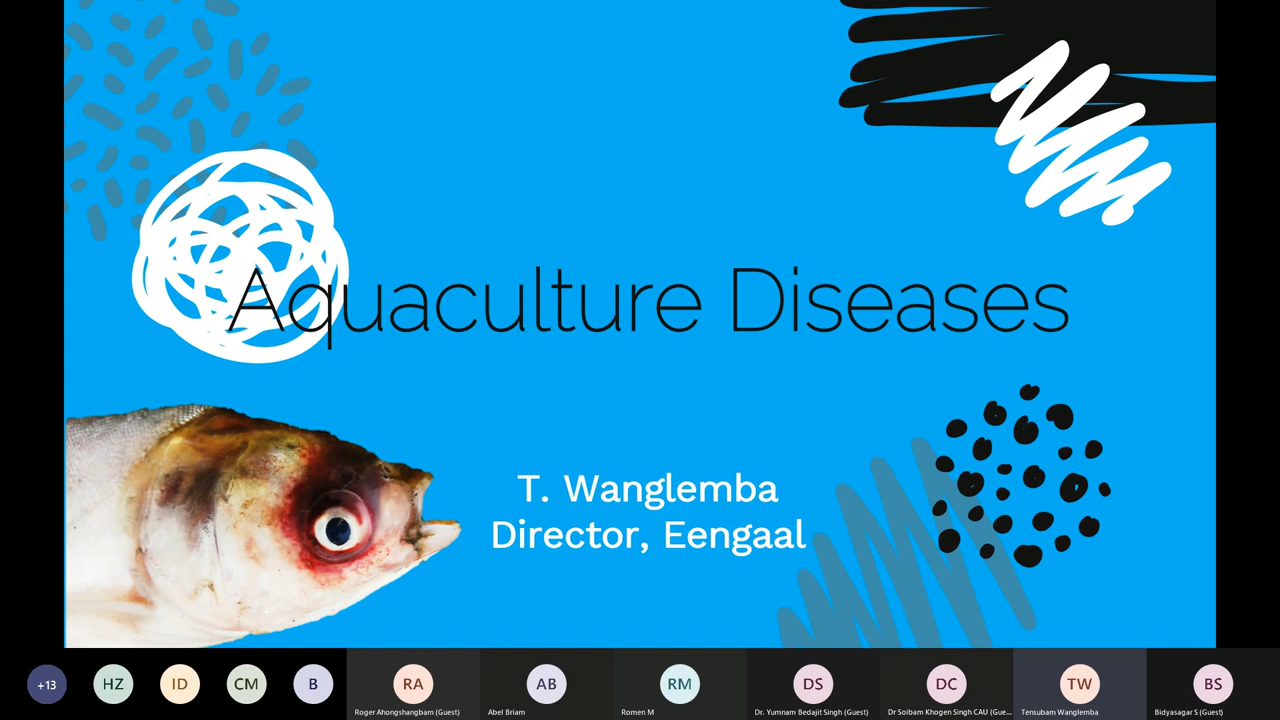 Aquaculture Diseases
T. Wanglemba
Director, Eengaal
+13
HZ
ID
CM
B
RA
AB
RM
DS
DC
TW
BS
Roger Ahongshangbam (Guest)
Abel Briam
Romen M
Dr. Yumnam Bedajit Singh (Guest)
Dr Soibam Khogen Singh CAU (Gue...
Tensubam Wanglemba
Bidyasagar S (Guest)